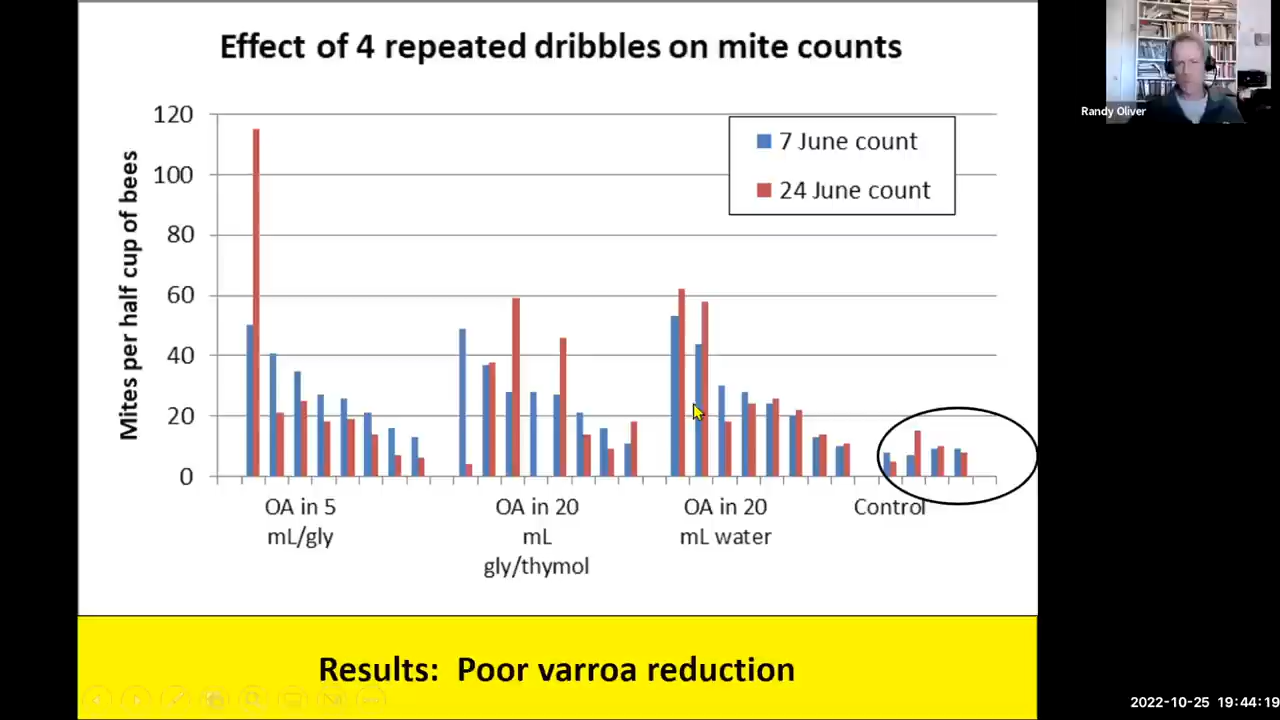 Effect of 4 repeated dribbles on mite counts
Randy Oliver
Mites per half cup of bees
120
100
80
60
40
20
0
7 June count
24 June count
OA in 5
mL/gly
OA in 20
mL
gly/thymol
OA in 20
mL water
Control
Results: Poor varroa reduction
2022-10-25 19:44:19